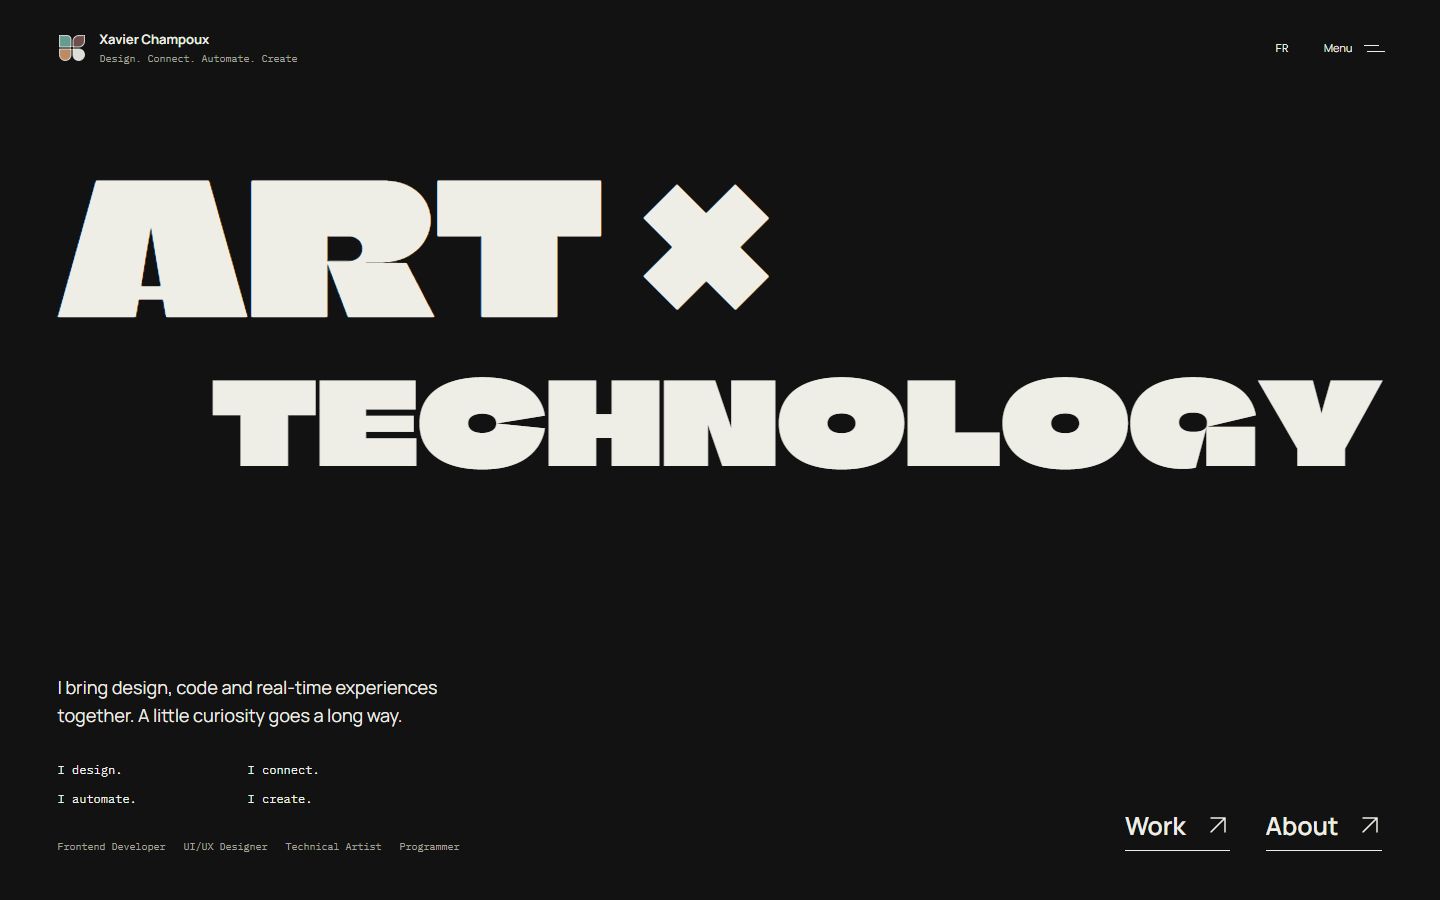 Xavier Champoux
Design. Connect. Automate. Create
FR
Menu
ART ×
TECHNOLOGY
I bring design, code and real-time experiences
together. A little curiosity goes a long way.
I design. I connect.
I automate. I create.
Frontend Developer UI/UX Designer Technical Artist Programmer
Work
About